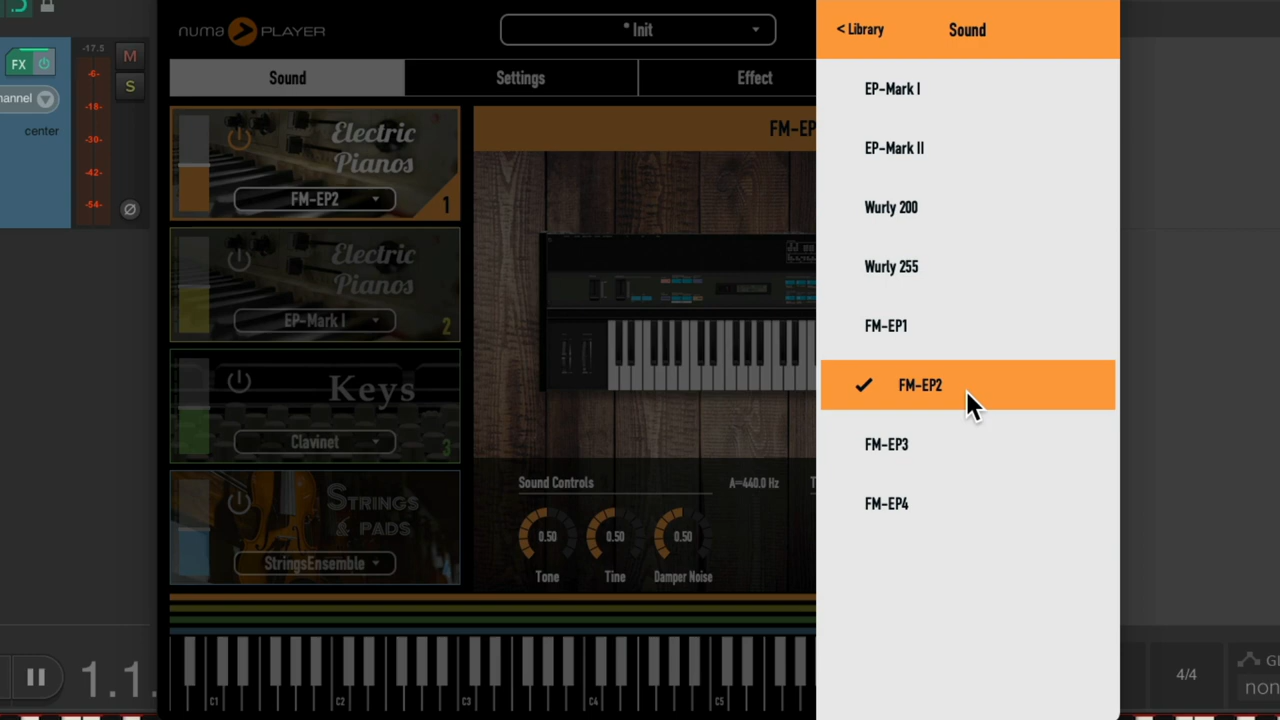 FX
hannel
center
-17.5
-6-
-18-
-30-
-42-
-54-
M
S
Ø
numa PLAYER
* Init
Sound
Settings
Effect
Electric
Pianos
FM-EP2
1
Electric
Pianos
EP-Mark I
2
Keys
Clavinet
3
STRINGS
& PADS
StringsEnsemble
FM-EP
Sound Controls
A=440.0 Hz
T
0.50
0.50
0.50
Tone
Tine
Damper Noise
C1
C2
C3
C4
C5
< Library
Sound
EP-Mark I
EP-Mark II
Wurly 200
Wurly 255
FM-EP1
FM-EP2
FM-EP3
FM-EP4
1.1.
4/4
Gl
non